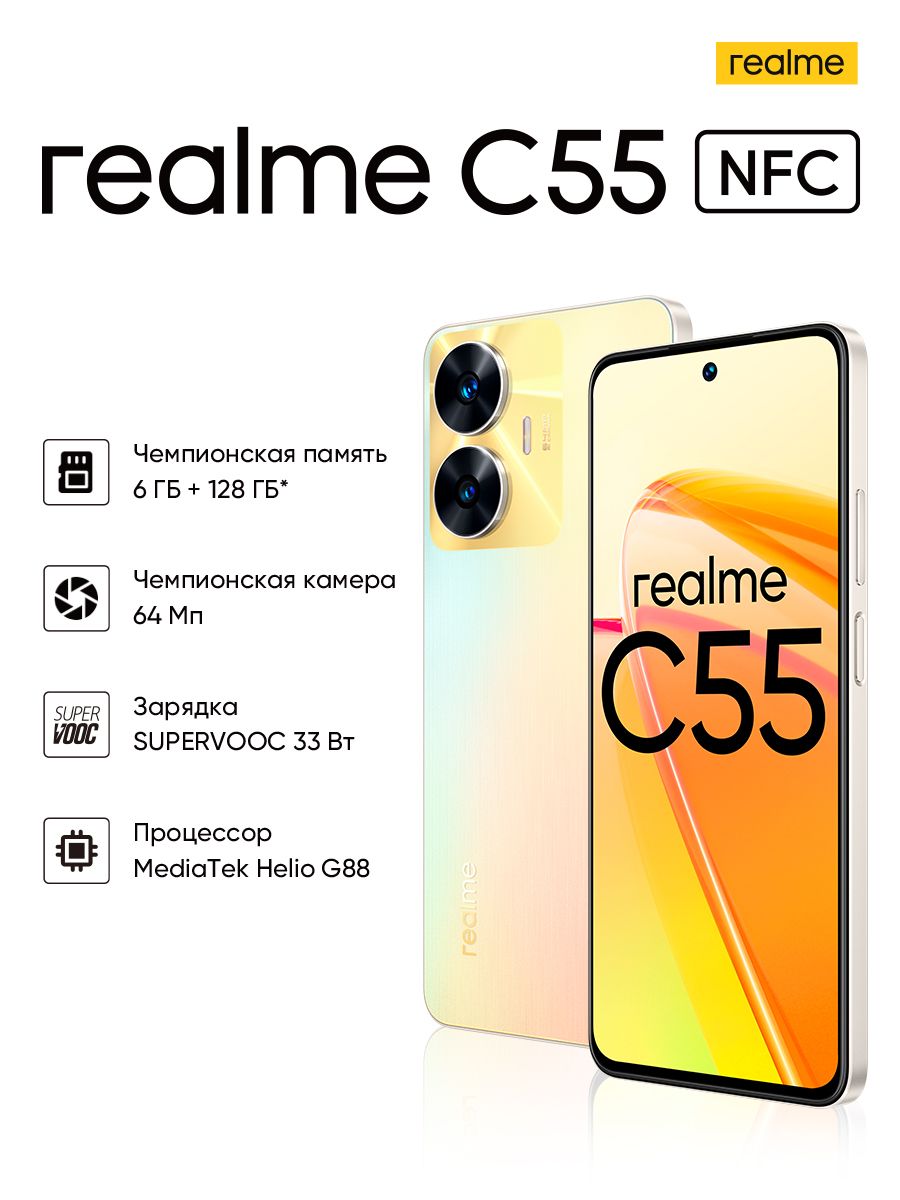 realme
realme C55 NFC
Чемпионская память
6 ГБ + 128 ГБ*
Чемпионская камера
64 Мп
SUPER
VOOC
Зарядка
SUPERVOOC 33 Вт
Процессор
MediaTek Helio G88
realme
realme
C55